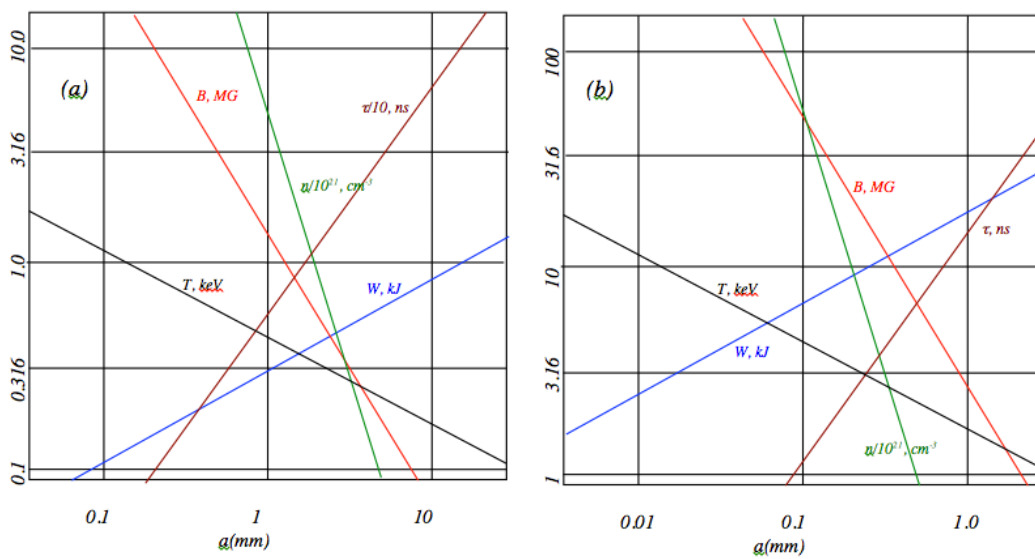 (a)
10.0
3.16
1.0
0.316
0.1
B, MG
τ/10, ns
n/10²¹, cm⁻³
T, keV
W, kJ
0.1 1 10
a(mm)
(b)
100
31.6
10
3.16
1
B, MG
τ, ns
T, keV
W, kJ
n/10²¹, cm⁻³
0.01 0.1 1.0
a(mm)